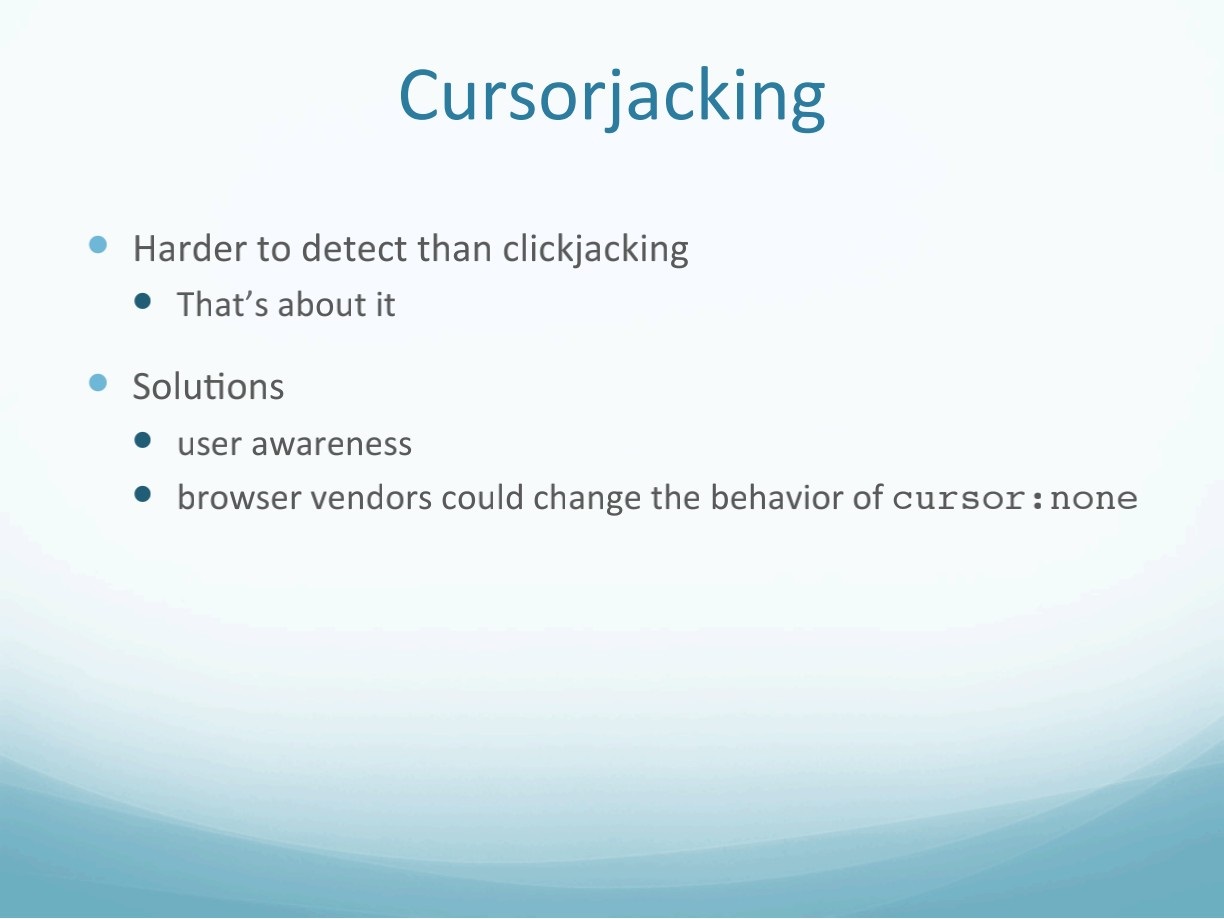 Cursorjacking
Harder to detect than clickjacking
That’s about it
Solutions
user awareness
browser vendors could change the behavior of cursor:none